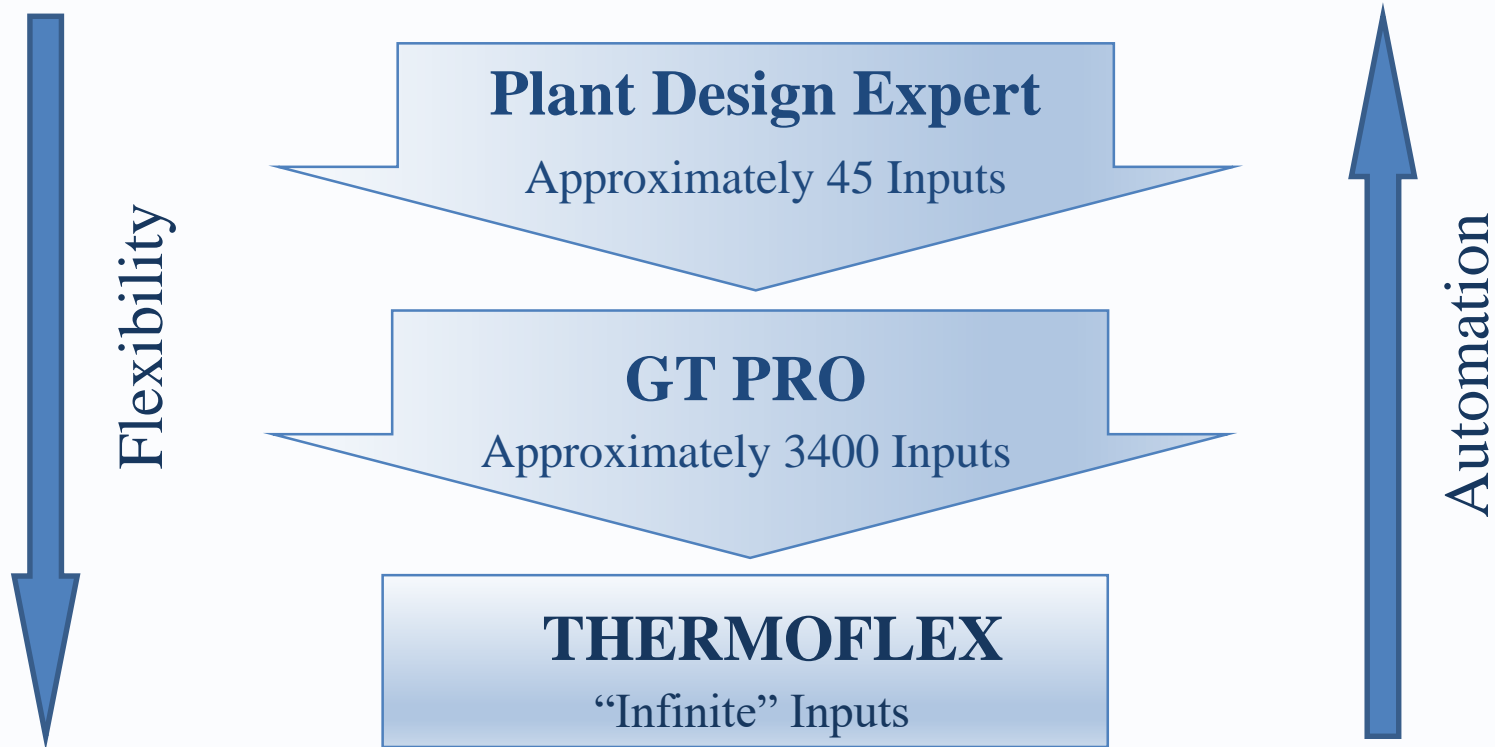 Plant Design Expert
Approximately 45 Inputs
Flexibility
Automation
GT PRO
Approximately 3400 Inputs
THERMOFLEX
“Infinite” Inputs